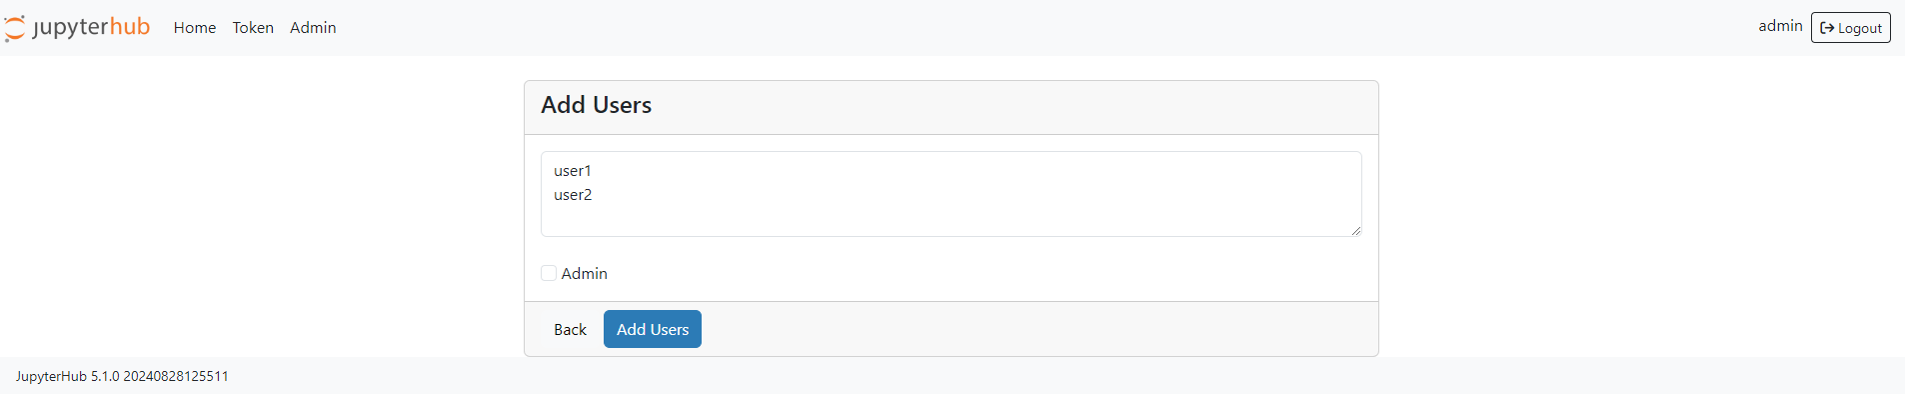 jupyterhub Home Token Admin admin Logout
Add Users
user1
user2
Admin
Back Add Users
JupyterHub 5.1.0 20240828125511